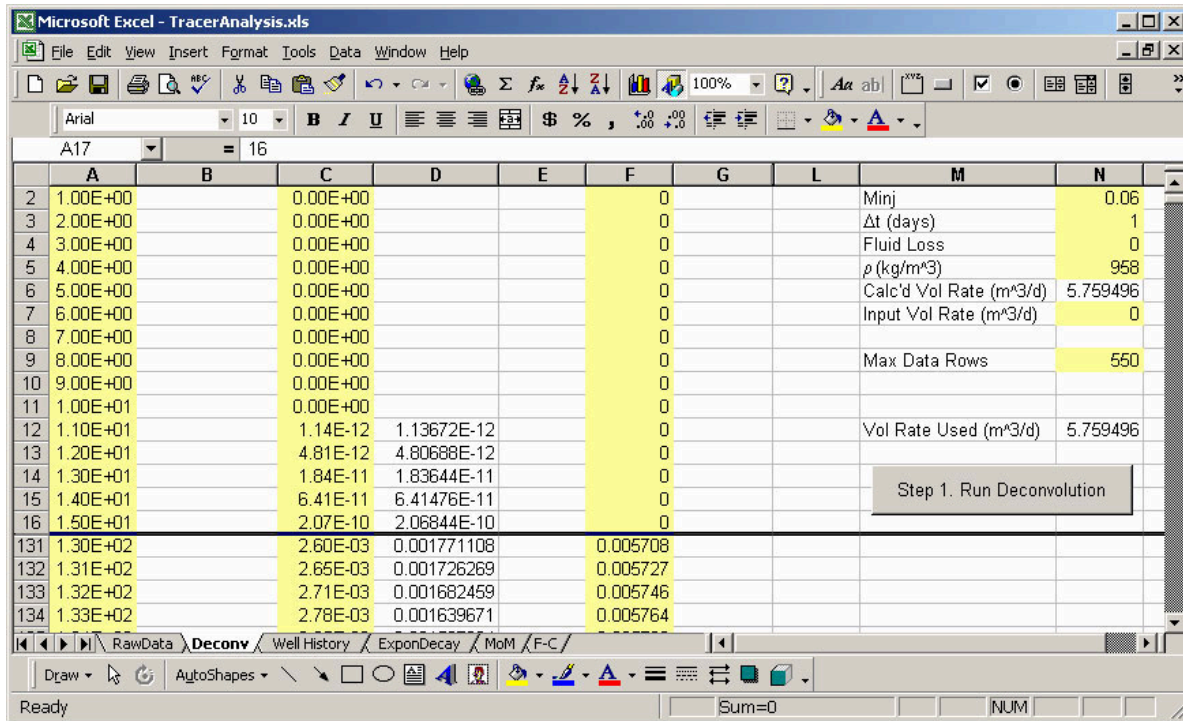 Microsoft Excel - TracerAnalysis.xls
File Edit View Insert Format Tools Data Window Help
100%
Arial 10 B I U $ % ,
A17 = 16
A B C D E F G L M N
2 1.00E+00 0.00E+00 0 Minj 0.06
3 2.00E+00 0.00E+00 0 Δt (days) 1
4 3.00E+00 0.00E+00 0 Fluid Loss 0
5 4.00E+00 0.00E+00 0 ρ (kg/m^3) 958
6 5.00E+00 0.00E+00 0 Calc'd Vol Rate (m^3/d) 5.759496
7 6.00E+00 0.00E+00 0 Input Vol Rate (m^3/d) 0
8 7.00E+00 0.00E+00 0
9 8.00E+00 0.00E+00 0 Max Data Rows 550
10 9.00E+00 0.00E+00 0
11 1.00E+01 0.00E+00 0
12 1.10E+01 1.14E-12 1.13672E-12 0 Vol Rate Used (m^3/d) 5.759496
13 1.20E+01 4.81E-12 4.80688E-12 0
14 1.30E+01 1.84E-11 1.83644E-11 0
15 1.40E+01 6.41E-11 6.41476E-11 0 Step 1. Run Deconvolution
16 1.50E+01 2.07E-10 2.06844E-10 0
131 1.30E+02 2.60E-03 0.001771108 0.005708
132 1.31E+02 2.65E-03 0.001726269 0.005727
133 1.32E+02 2.71E-03 0.001682459 0.005746
134 1.33E+02 2.78E-03 0.001639671 0.005764
RawData Deconv Well History ExponDecay MoM F-C
Draw AutoShapes
Ready Sum=0 NUM